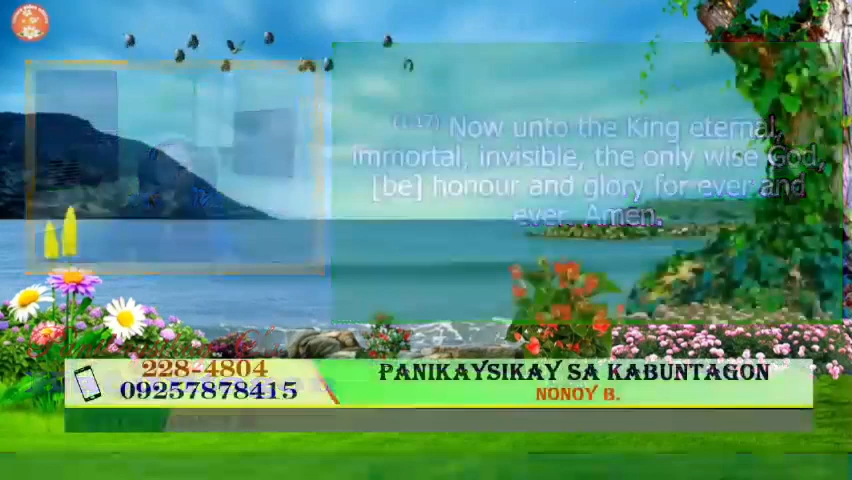 (1:17) Now unto the King eternal,
immortal, invisible, the only wise God,
[be] honour and glory for ever and
ever. Amen.
228-4804
09257878415
PANIKAYSIKAY SA KABUNTAGON
NONOY B.